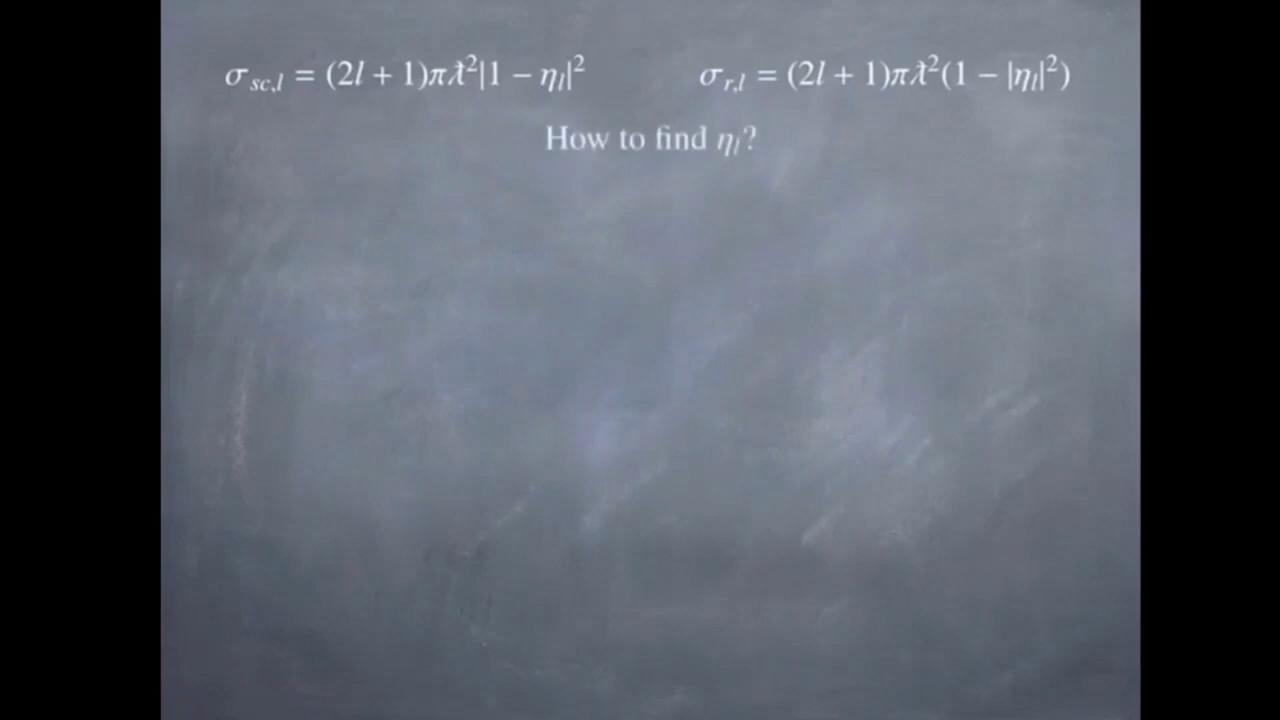 σ_{sc,l} = (2l + 1)πƛ²|1 − η_l|² σ_{r,l} = (2l + 1)πƛ²(1 − |η_l|²)
How to find η_l?